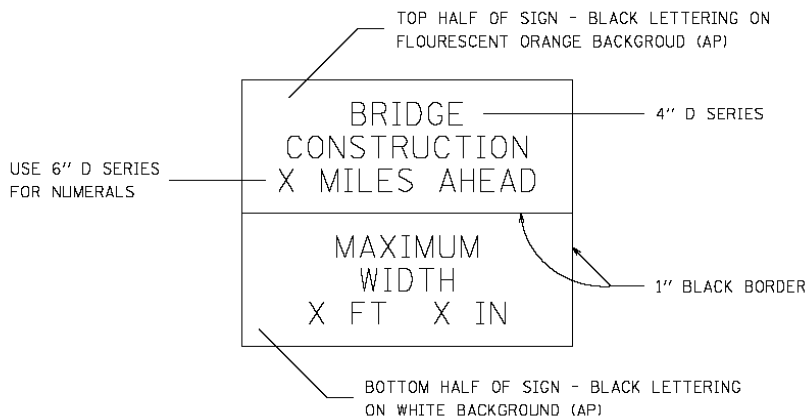 TOP HALF OF SIGN - BLACK LETTERING ON
FLOURESCENT ORANGE BACKGROUD (AP)
BRIDGE
CONSTRUCTION
X MILES AHEAD
4" D SERIES
USE 6" D SERIES
FOR NUMERALS
MAXIMUM
WIDTH
X FT X IN
1" BLACK BORDER
BOTTOM HALF OF SIGN - BLACK LETTERING
ON WHITE BACKGROUND (AP)